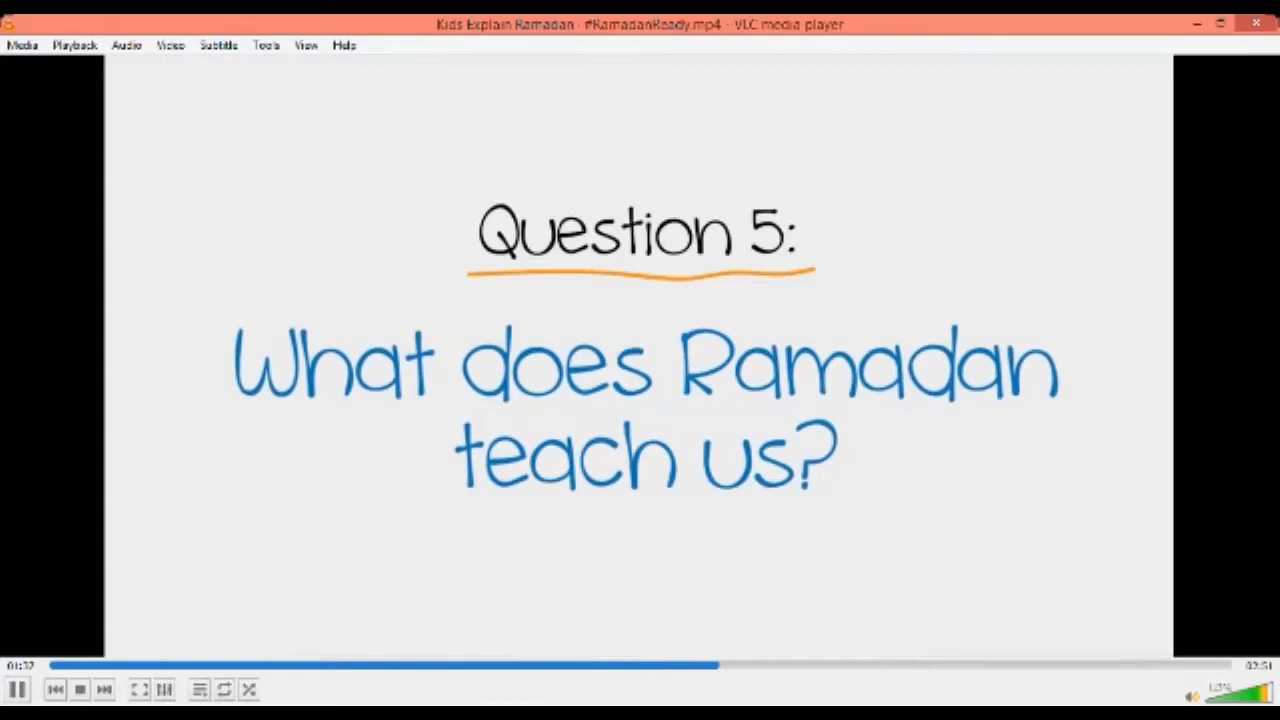 Kids Explain Ramadan - #RamadanReady.mp4 - VLC media player
Media Playback Audio Video Subtitle Tools View Help
Question 5:
What does Ramadan
teach us?
01:37
02:51